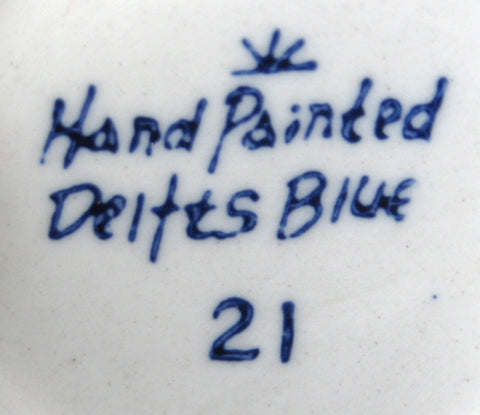 Hand Painted
Delfts Blue
21